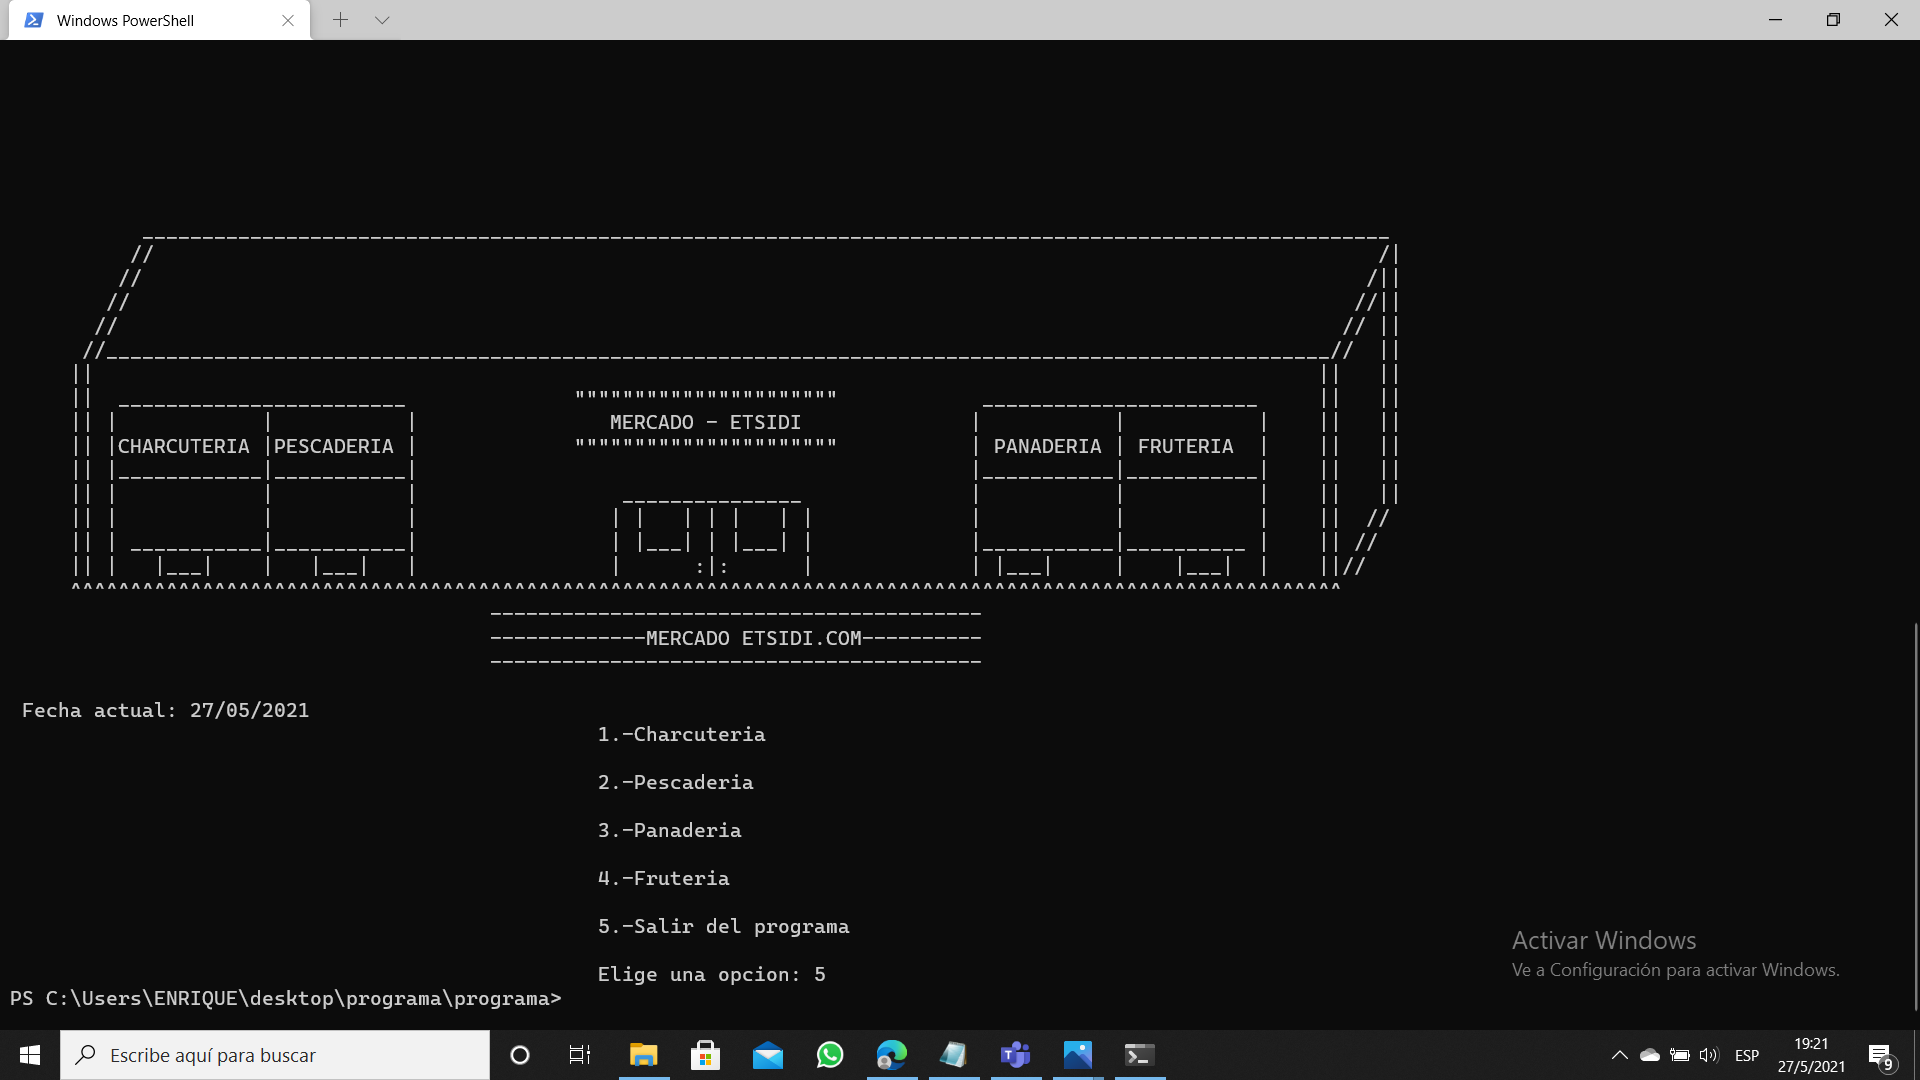 Windows PowerShell
MERCADO - ETSIDI
CHARCUTERIA PESCADERIA PANADERIA FRUTERIA
-------------MERCADO ETSIDI.COM----------
Fecha actual: 27/05/2021
1.-Charcuteria
2.-Pescaderia
3.-Panaderia
4.-Fruteria
5.-Salir del programa
Elige una opcion: 5
PS C:\Users\ENRIQUE\desktop\programa\programa>
Activar Windows
Ve a Configuración para activar Windows.
Escribe aquí para buscar
ESP
19:21
27/5/2021
9